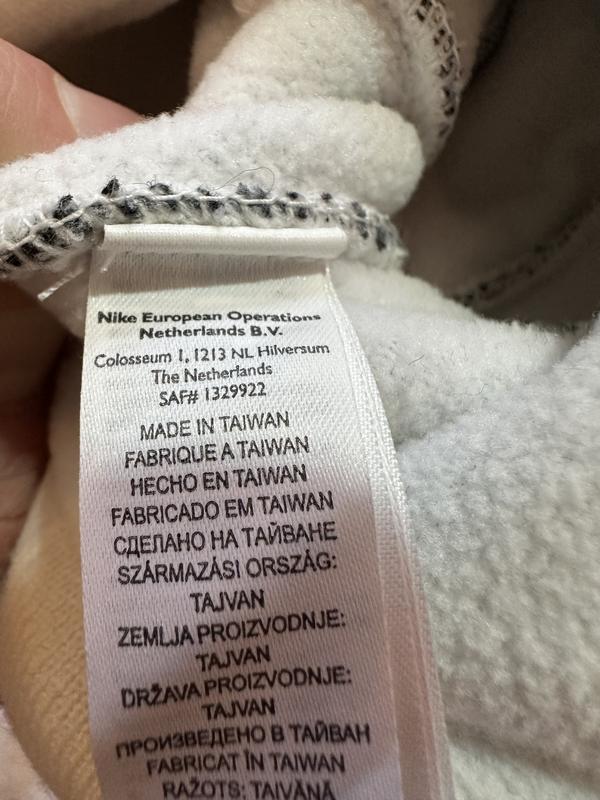 Nike European Operations
Netherlands B.V.
Colosseum 1, 1213 NL Hilversum
The Netherlands
SAF# 1329922
MADE IN TAIWAN
FABRIQUE A TAIWAN
HECHO EN TAIWAN
FABRICADO EM TAIWAN
СДЕЛАНО НА ТАЙВАНЕ
SZÁRMAZÁSI ORSZÁG:
TAJVAN
ZEMLJA PROIZVODNJE:
TAJVAN
DRŽAVA PROIZVODNJE:
TAJVAN
ПРОИЗВЕДЕНО В ТАЙВАН
FABRICAT ÎN TAIWAN
RAŽOTS: TAIVĀNĀ